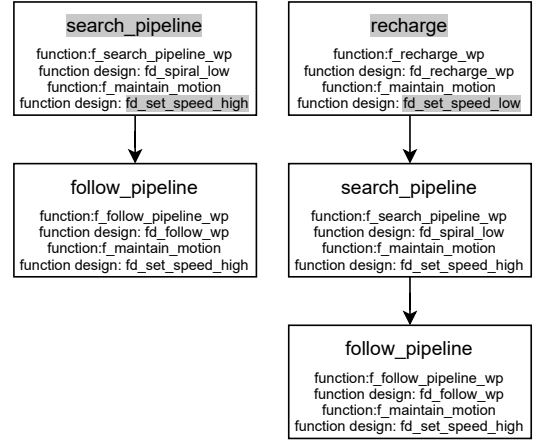 search_pipeline
function:f_search_pipeline_wp
function design: fd_spiral_low
function:f_maintain_motion
function design: fd_set_speed_high
follow_pipeline
function:f_follow_pipeline_wp
function design: fd_follow_wp
function:f_maintain_motion
function design: fd_set_speed_high
recharge
function:f_recharge_wp
function design: fd_recharge_wp
function:f_maintain_motion
function design: fd_set_speed_low
search_pipeline
function:f_search_pipeline_wp
function design: fd_spiral_low
function:f_maintain_motion
function design: fd_set_speed_high
follow_pipeline
function:f_follow_pipeline_wp
function design: fd_follow_wp
function:f_maintain_motion
function design: fd_set_speed_high